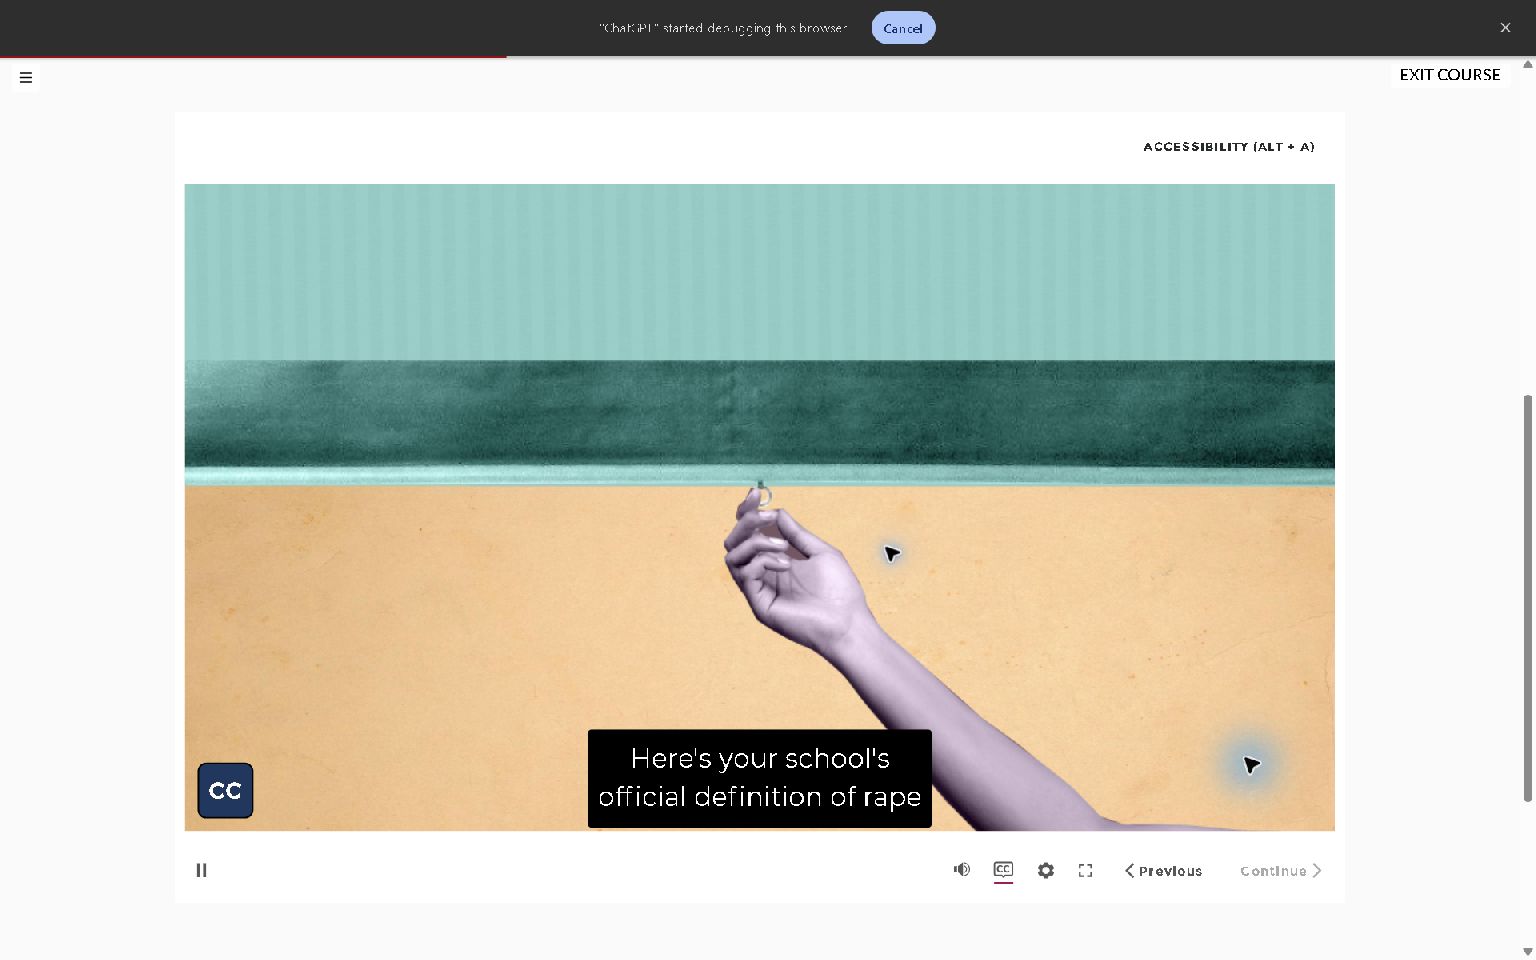 "ChatGPT" started debugging this browser
Cancel
EXIT COURSE
ACCESSIBILITY (ALT + A)
Here's your school's
official definition of rape
CC
CC
Previous
Continue